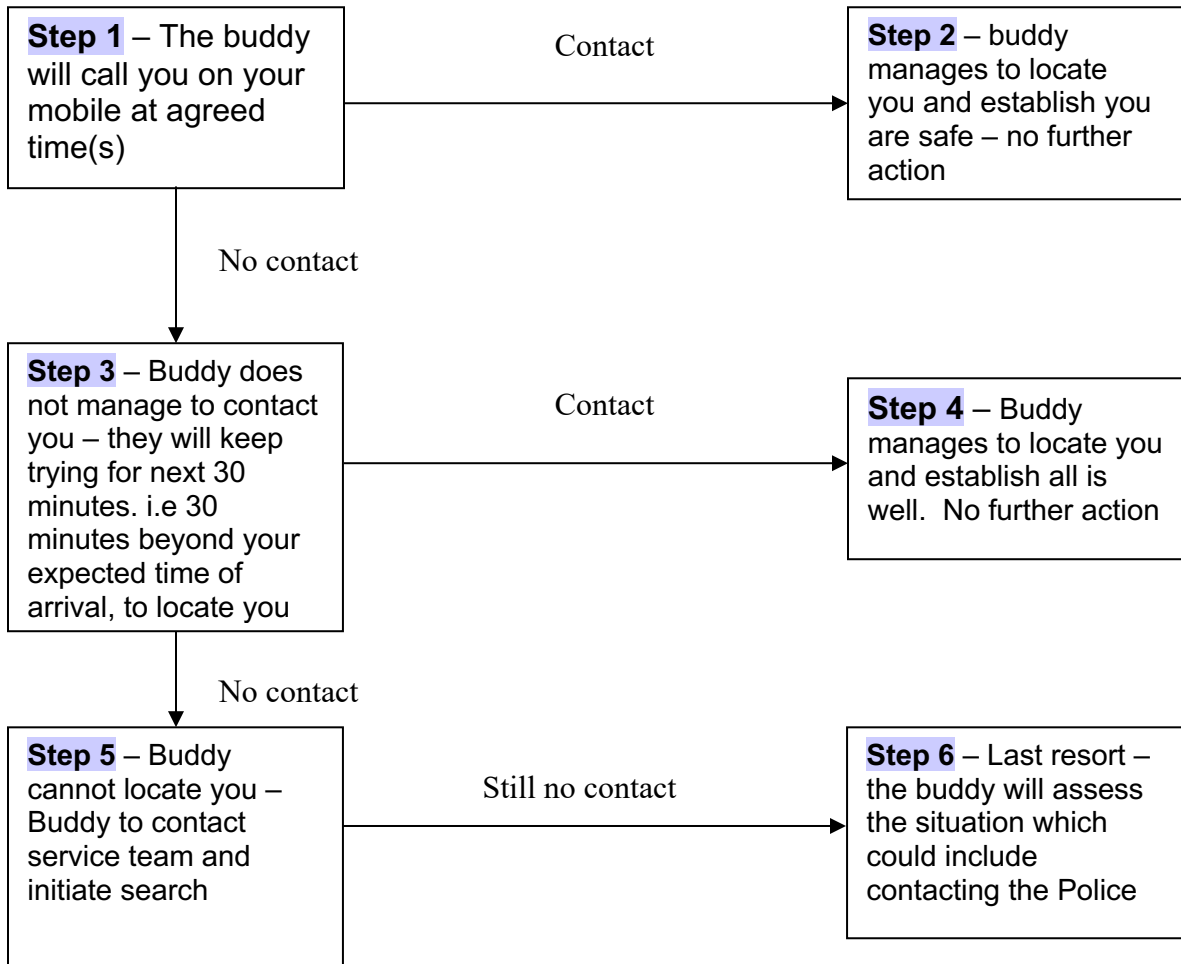 Step 1 – The buddy
will call you on your
mobile at agreed
time(s)
Contact
Step 2 – buddy
manages to locate
you and establish you
are safe – no further
action
No contact
Step 3 – Buddy does
not manage to contact
you – they will keep
trying for next 30
minutes. i.e 30
minutes beyond your
expected time of
arrival, to locate you
Contact
Step 4 – Buddy
manages to locate you
and establish all is
well.  No further action
No contact
Step 5 – Buddy
cannot locate you –
Buddy to contact
service team and
initiate search
Still no contact
Step 6 – Last resort –
the buddy will assess
the situation which
could include
contacting the Police